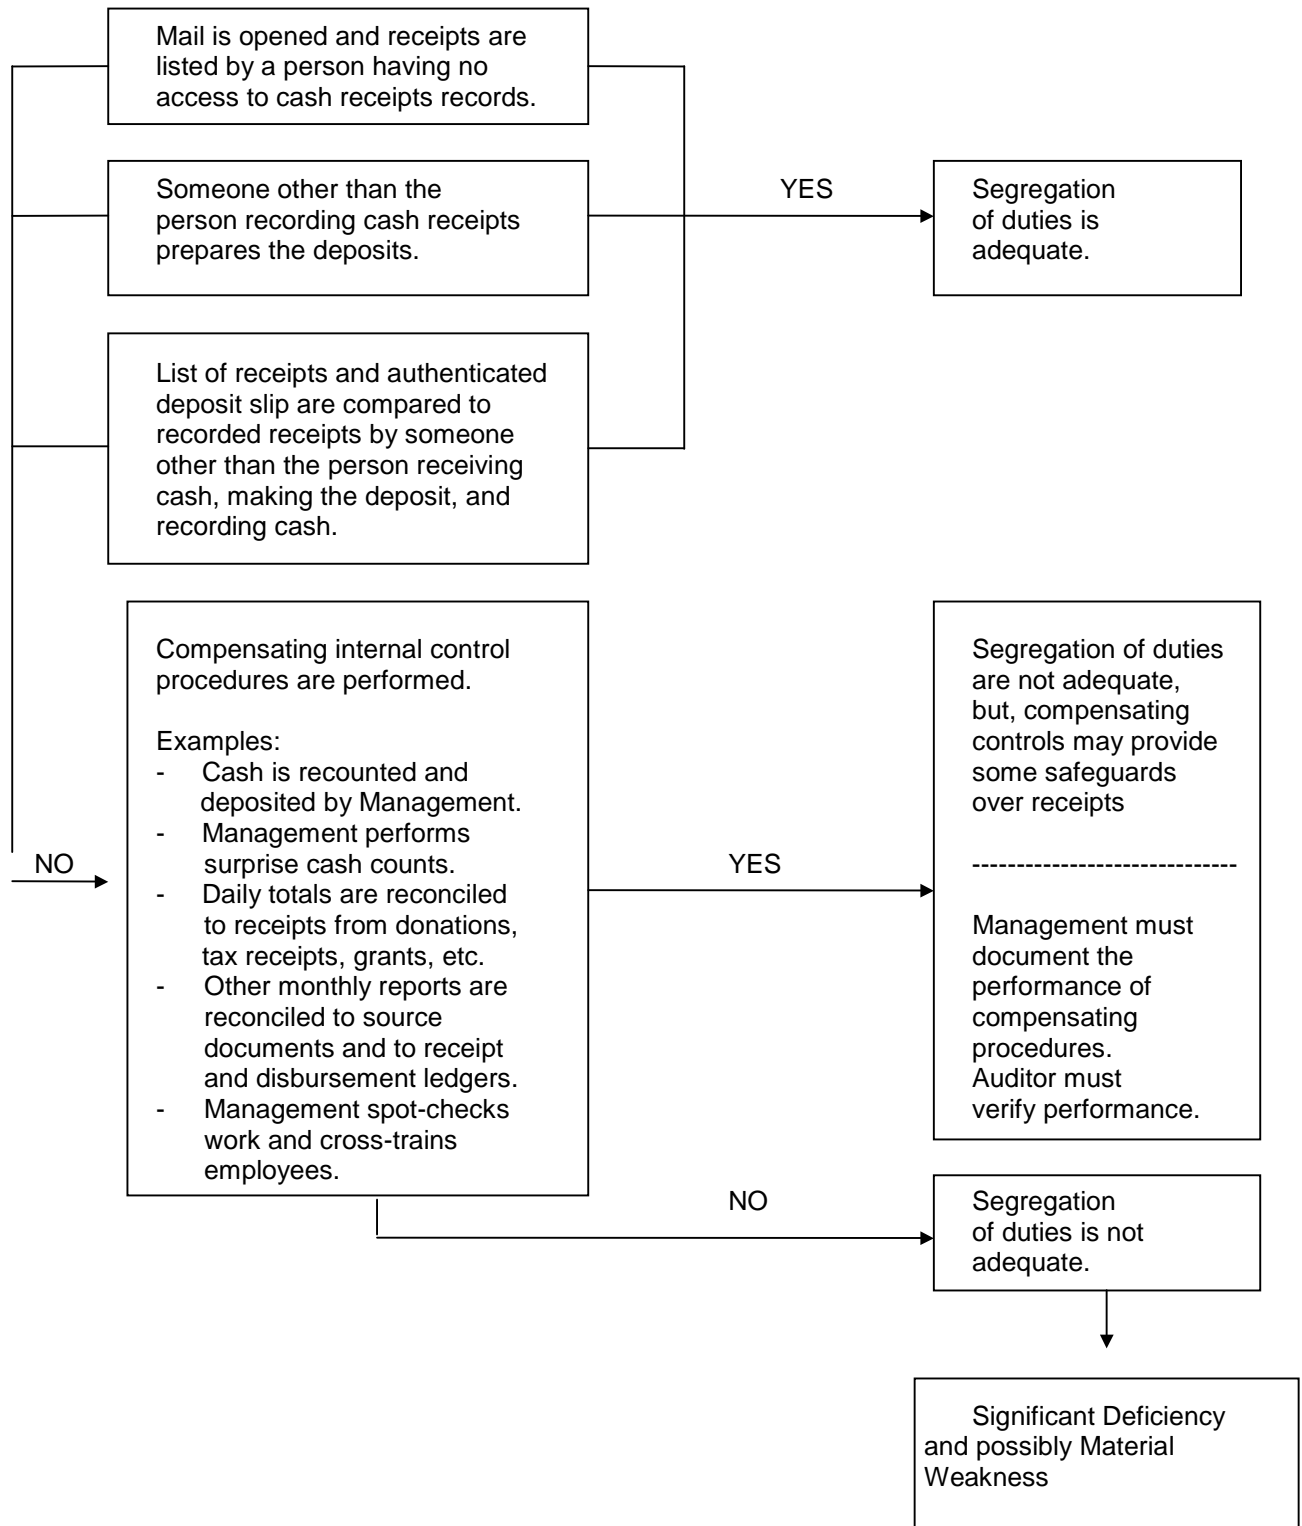 Mail is opened and receipts are
listed by a person having no
access to cash receipts records.
Someone other than the
person recording cash receipts
prepares the deposits.
YES
Segregation
of duties is
adequate.
List of receipts and authenticated
deposit slip are compared to
recorded receipts by someone
other than the person receiving
cash, making the deposit, and
recording cash.
NO
Compensating internal control
procedures are performed.
Examples:
- Cash is recounted and
deposited by Management.
- Management performs
surprise cash counts.
- Daily totals are reconciled
to receipts from donations,
tax receipts, grants, etc.
- Other monthly reports are
reconciled to source
documents and to receipt
and disbursement ledgers.
- Management spot-checks
work and cross-trains
employees.
YES
Segregation of duties
are not adequate,
but, compensating
controls may provide
some safeguards
over receipts
------------------------------
Management must
document the
performance of
compensating
procedures.
Auditor must
verify performance.
NO
Segregation
of duties is not
adequate.
Significant Deficiency
and possibly Material
Weakness